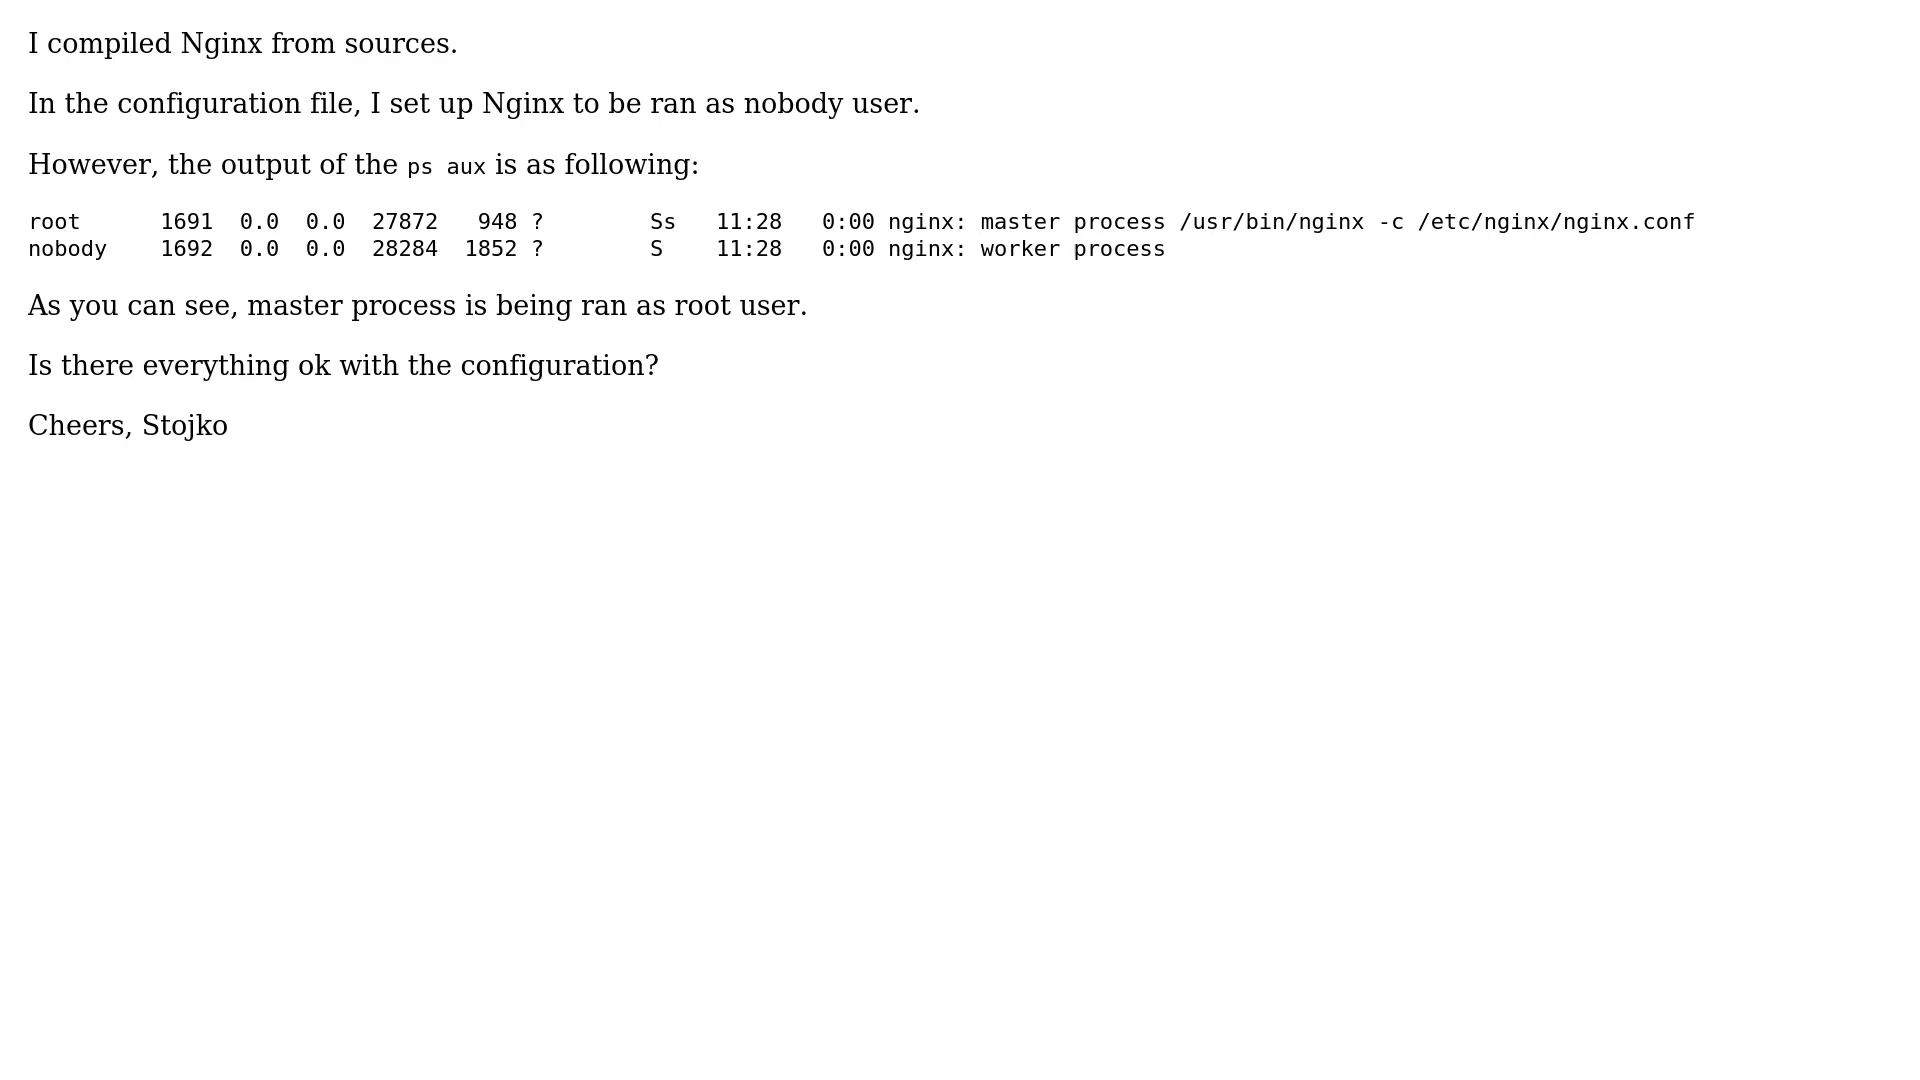 I compiled Nginx from sources.
In the configuration file, I set up Nginx to be ran as nobody user.
However, the output of the ps aux is as following:
root      1691  0.0  0.0  27872   948 ?        Ss   11:28   0:00 nginx: master process /usr/bin/nginx -c /etc/nginx/nginx.conf
nobody    1692  0.0  0.0  28284  1852 ?        S    11:28   0:00 nginx: worker process
As you can see, master process is being ran as root user.
Is there everything ok with the configuration?
Cheers, Stojko